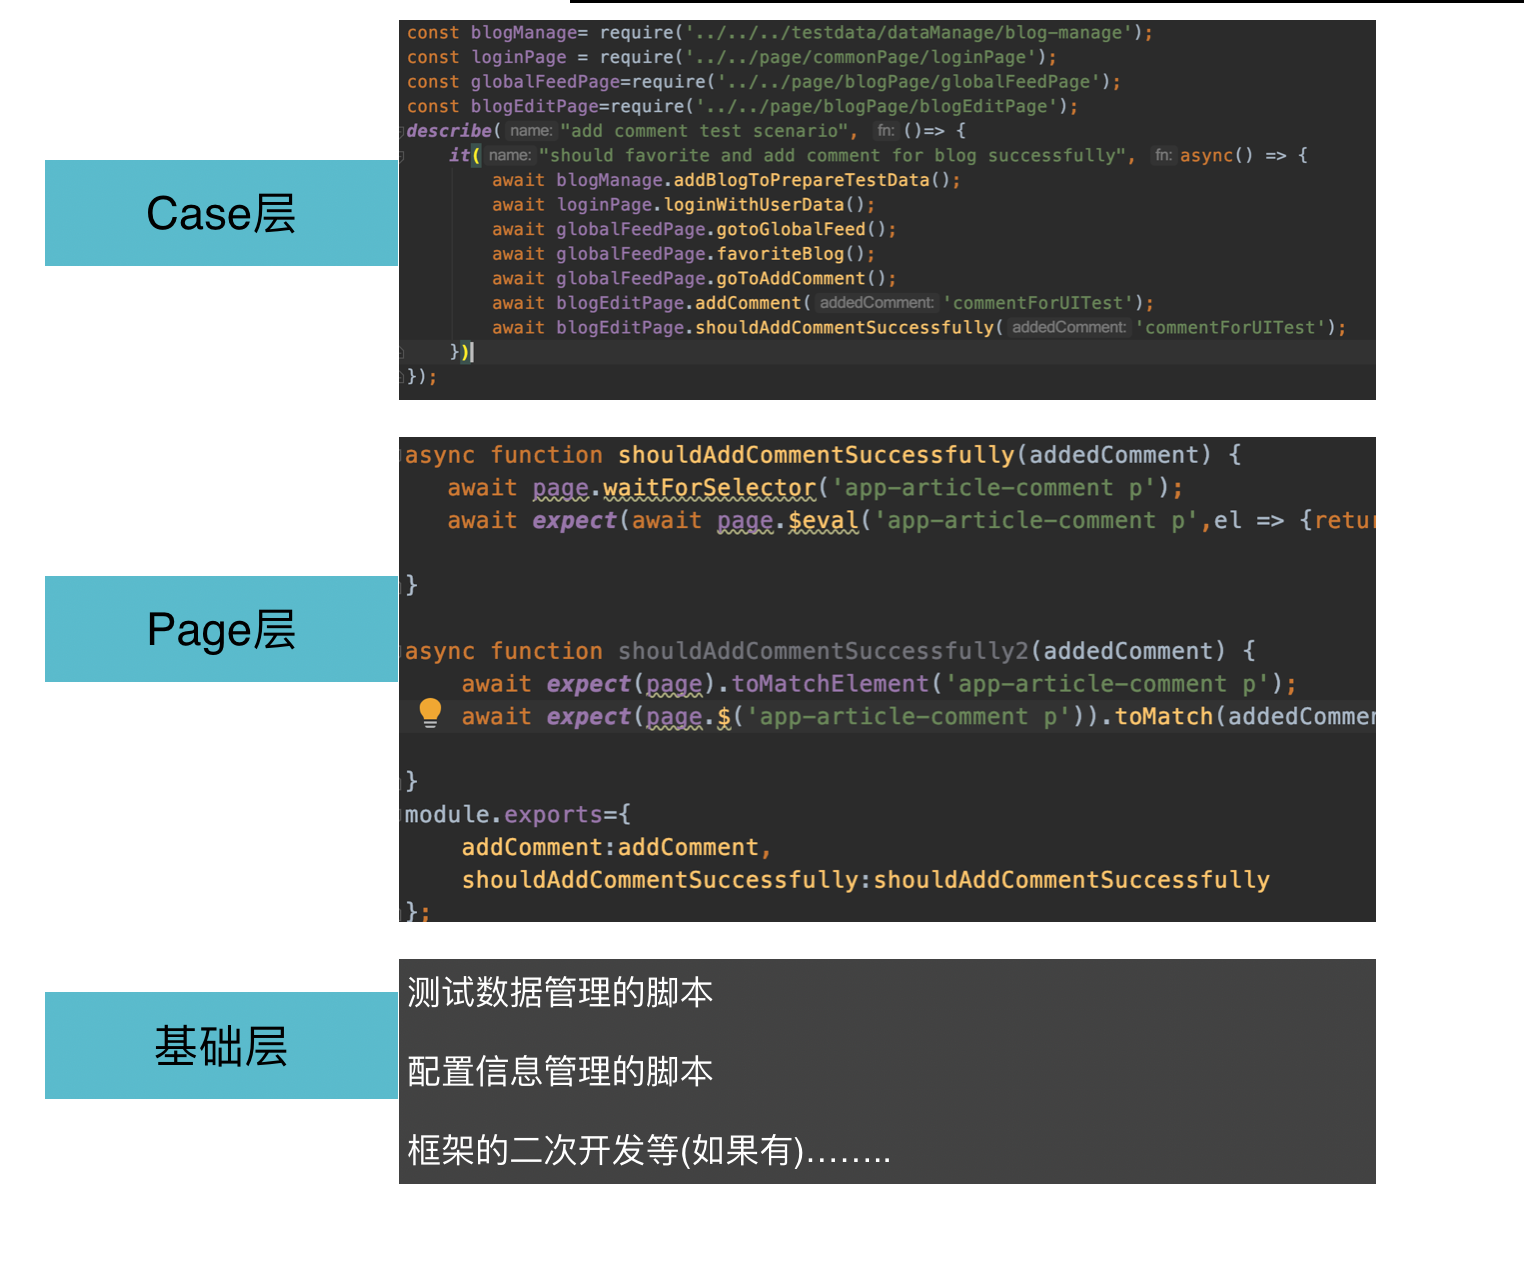 const blogManage= require('../../../testdata/dataManage/blog-manage');
const loginPage = require('../../page/commonPage/loginPage');
const globalFeedPage=require('../../page/blogPage/globalFeedPage');
const blogEditPage=require('../../page/blogPage/blogEditPage');
describe( name: "add comment test scenario", fn: ()=> {
it( name: "should favorite and add comment for blog successfully", fn: async() => {
await blogManage.addBlogToPrepareTestData();
await loginPage.loginWithUserData();
await globalFeedPage.gotoGlobalFeed();
await globalFeedPage.favoriteBlog();
await globalFeedPage.goToAddComment();
await blogEditPage.addComment( addedComment: 'commentForUITest');
await blogEditPage.shouldAddCommentSuccessfully( addedComment: 'commentForUITest');
})
});
Case层
async function shouldAddCommentSuccessfully(addedComment) {
await page.waitForSelector('app-article-comment p');
await expect(await page.$eval('app-article-comment p',el => {retur
}
async function shouldAddCommentSuccessfully2(addedComment) {
await expect(page).toMatchElement('app-article-comment p');
await expect(page.$('app-article-comment p')).toMatch(addedCommen
}
module.exports={
addComment:addComment,
shouldAddCommentSuccessfully:shouldAddCommentSuccessfully
};
Page层
测试数据管理的脚本
配置信息管理的脚本
框架的二次开发等(如果有)……..
基础层